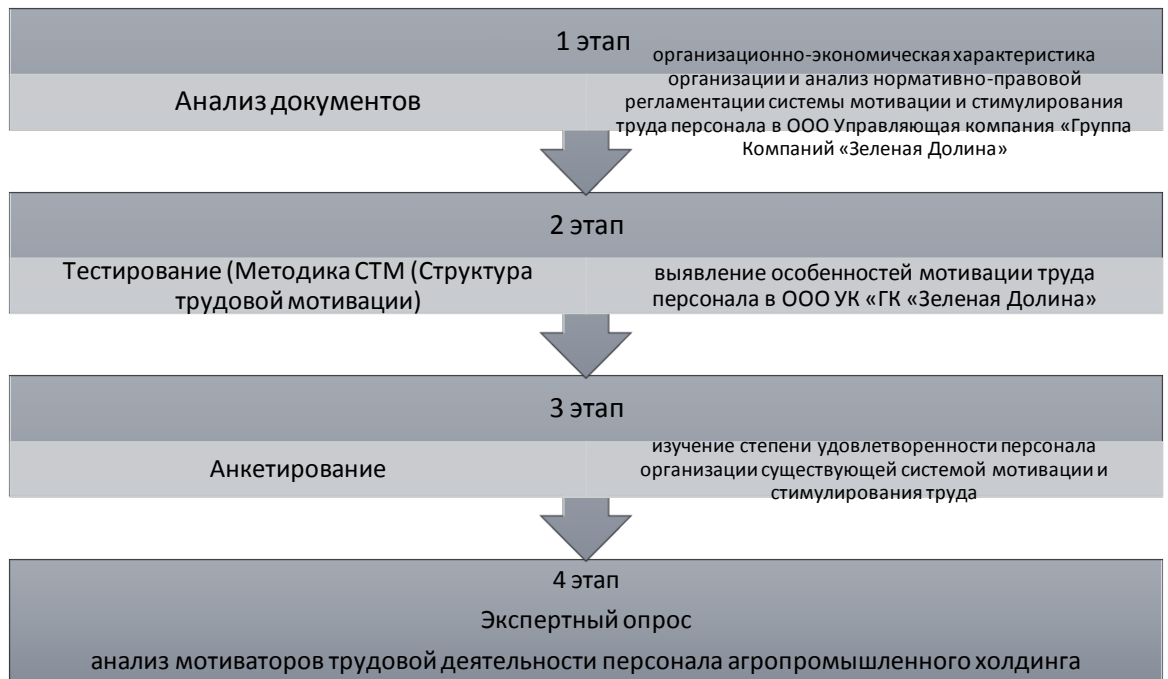 1 этап
Анализ документов
организационно-экономическая характеристика
организации и анализ нормативно-правовой
регламентации системы мотивации и стимулирования
труда персонала в ООО Управляющая компания «Группа
Компаний «Зеленая Долина»
2 этап
Тестирование (Методика СТМ (Структура
трудовой мотивации)
выявление особенностей мотивации труда
персонала в ООО УК «ГК «Зеленая Долина»
3 этап
Анкетирование
изучение степени удовлетворенности персонала
организации существующей системой мотивации и
стимулирования труда
4 этап
Экспертный опрос
анализ мотиваторов трудовой деятельности персонала агропромышленного холдинга